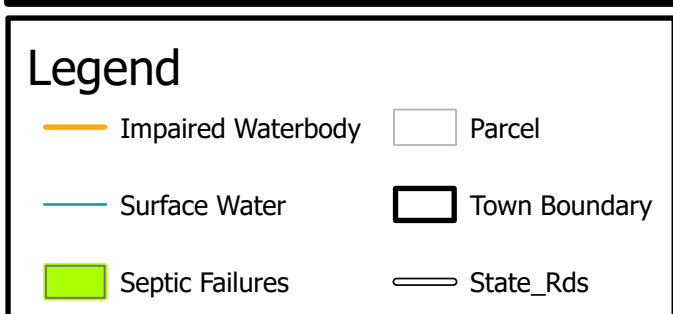 Legend
Impaired Waterbody
Parcel
Surface Water
Town Boundary
Septic Failures
State_Rds